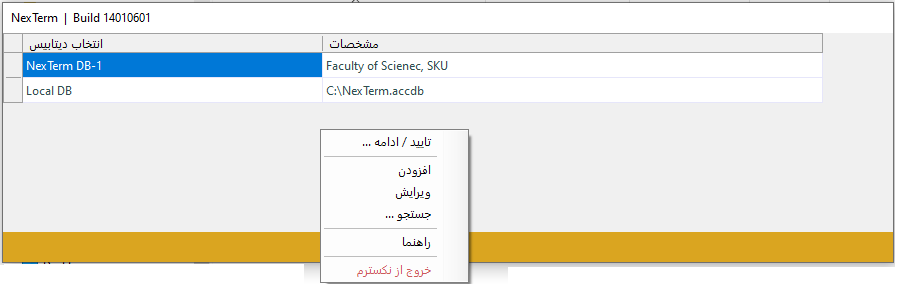 NexTerm | Build 14010601
انتخاب دیتابیس
مشخصات
NexTerm DB-1
Faculty of Scienec, SKU
Local DB
C:\NexTerm.accdb
تایید / ادامه ...
افزودن
ویرایش
جستجو ...
راهنما
خروج از نکسترم